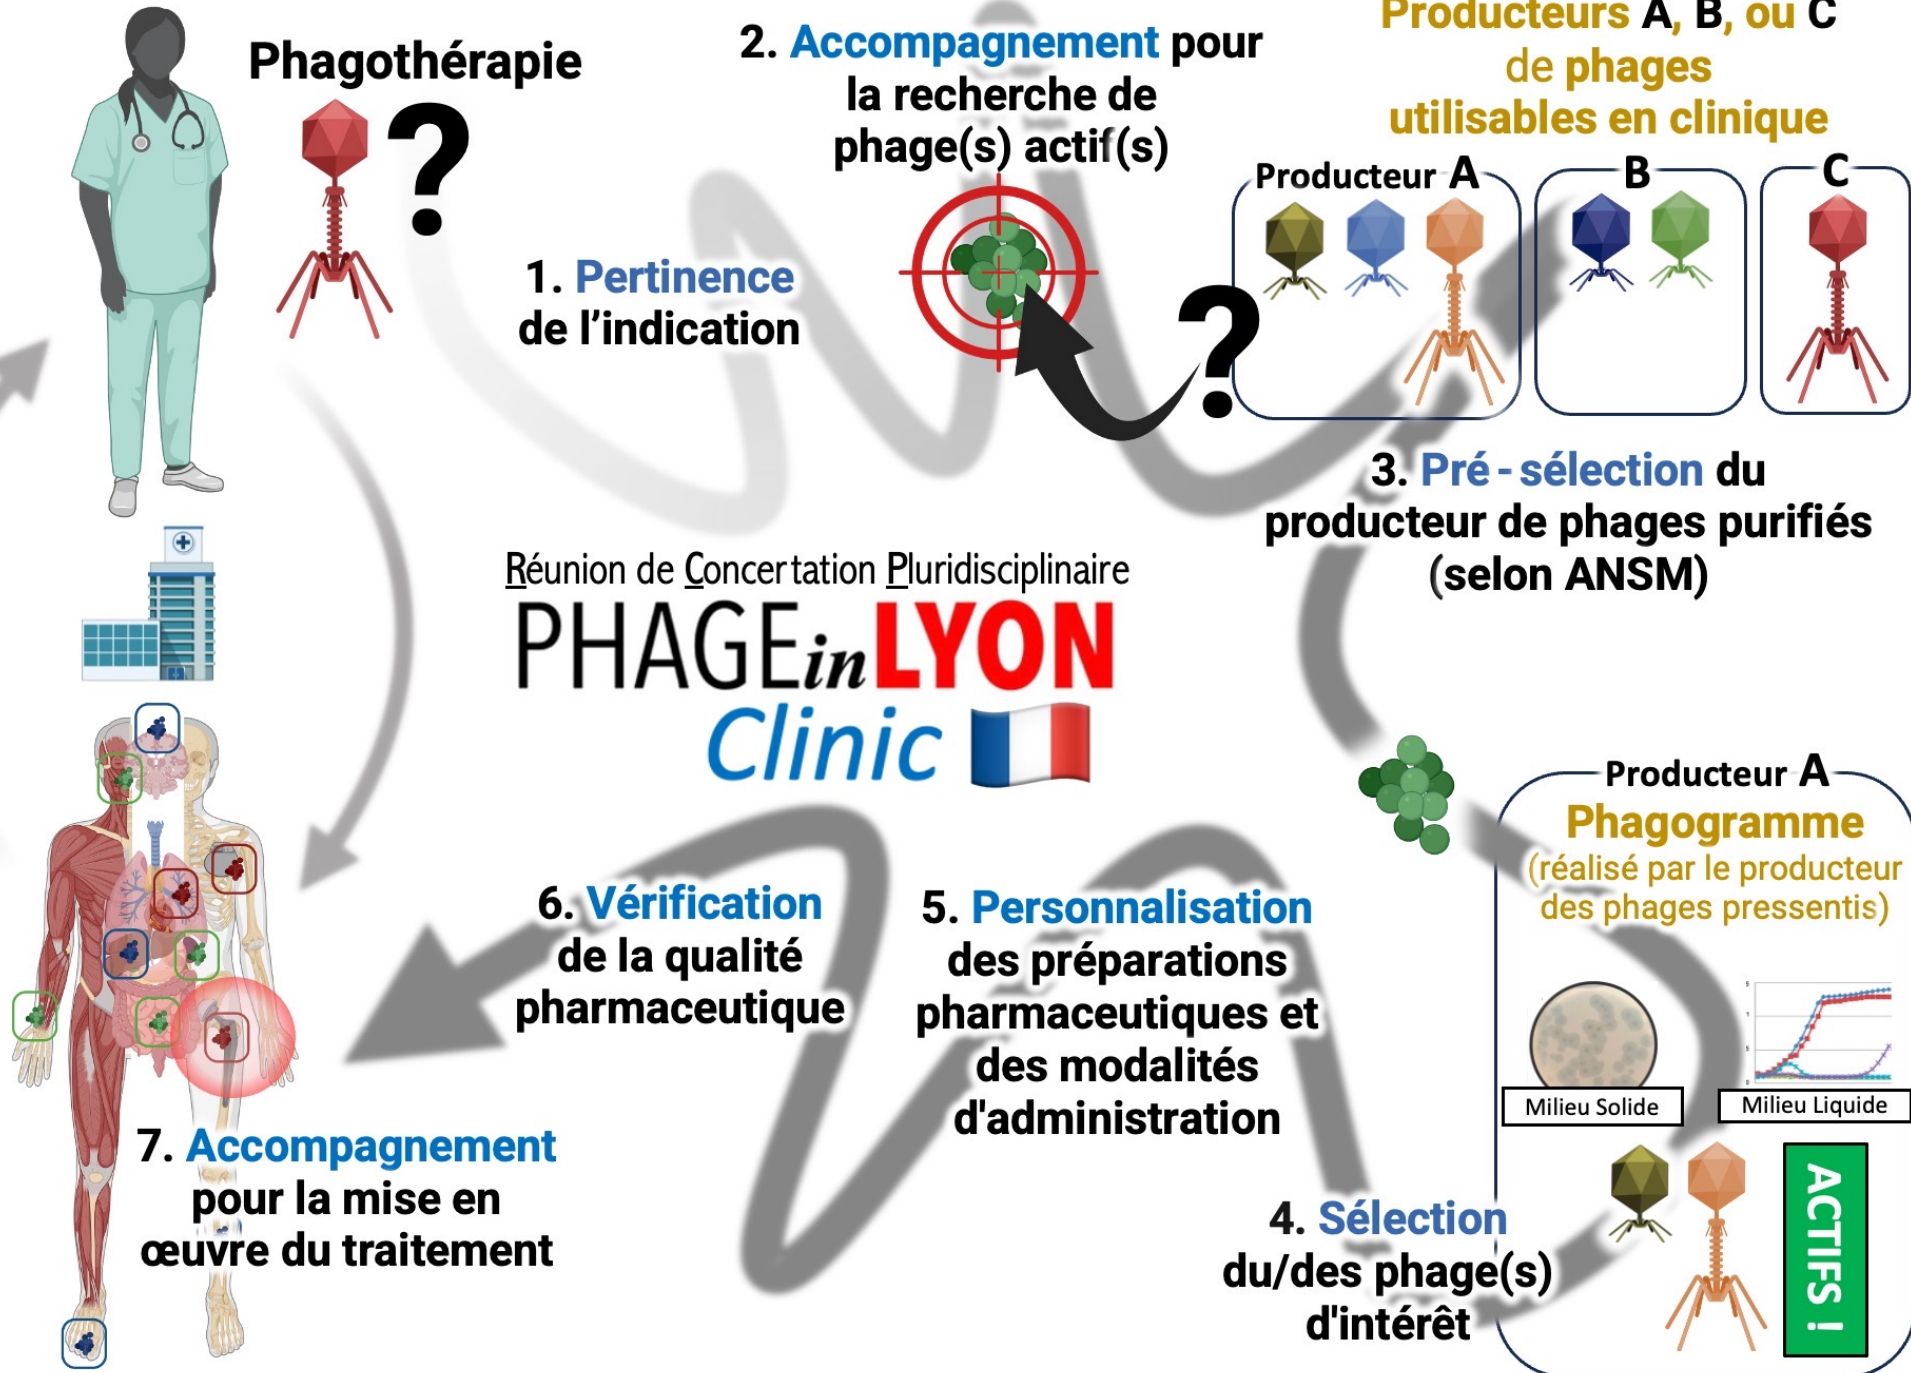 Phagothérapie
?
1. Pertinence
de l’indication
2. Accompagnement pour
la recherche de
phage(s) actif(s)
Producteurs A, B, ou C
de phages
utilisables en clinique
Producteur A
B
C
?
3. Pré-sélection du
producteur de phages purifiés
(selon ANSM)
Réunion de Concertation Pluridisciplinaire
PHAGEinLYON
Clinic
Producteur A
Phagogramme
(réalisé par le producteur
des phages pressentis)
Milieu Solide
Milieu Liquide
ACTIFS !
4. Sélection
du/des phage(s)
d'intérêt
5. Personnalisation
des préparations
pharmaceutiques et
des modalités
d'administration
6. Vérification
de la qualité
pharmaceutique
7. Accompagnement
pour la mise en
œuvre du traitement